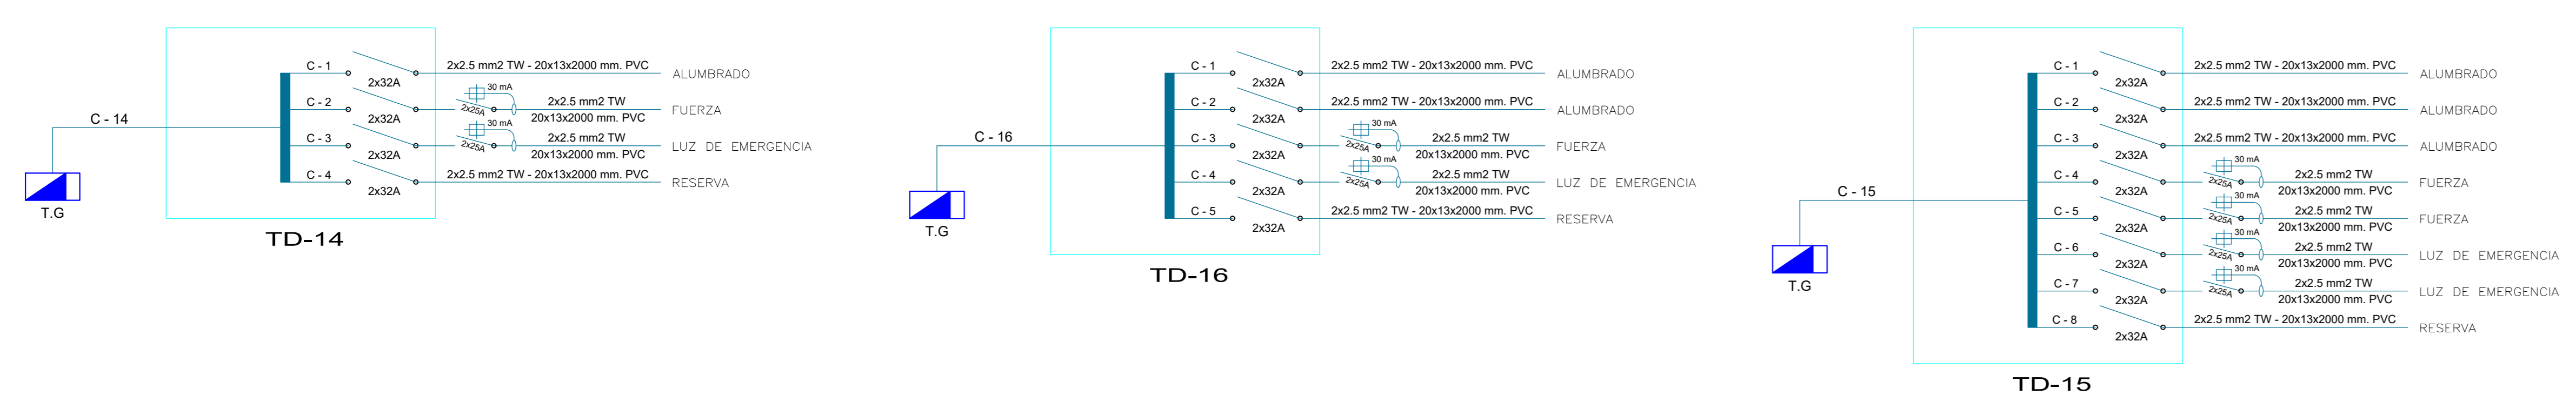 C - 14
T.G
C - 1
2x32A
2x2.5 mm2 TW - 20x13x2000 mm. PVC
ALUMBRADO
C - 2
2x32A
30 mA
2x25A
2x2.5 mm2 TW
20x13x2000 mm. PVC
FUERZA
C - 3
2x32A
30 mA
2x25A
2x2.5 mm2 TW
20x13x2000 mm. PVC
LUZ DE EMERGENCIA
C - 4
2x32A
2x2.5 mm2 TW - 20x13x2000 mm. PVC
RESERVA
TD-14
C - 16
T.G
C - 1
2x32A
2x2.5 mm2 TW - 20x13x2000 mm. PVC
ALUMBRADO
C - 2
2x32A
2x2.5 mm2 TW - 20x13x2000 mm. PVC
ALUMBRADO
C - 3
2x32A
30 mA
2x25A
2x2.5 mm2 TW
20x13x2000 mm. PVC
FUERZA
C - 4
2x32A
30 mA
2x25A
2x2.5 mm2 TW
20x13x2000 mm. PVC
LUZ DE EMERGENCIA
C - 5
2x32A
2x2.5 mm2 TW - 20x13x2000 mm. PVC
RESERVA
TD-16
C - 15
T.G
C - 1
2x32A
2x2.5 mm2 TW - 20x13x2000 mm. PVC
ALUMBRADO
C - 2
2x32A
2x2.5 mm2 TW - 20x13x2000 mm. PVC
ALUMBRADO
C - 3
2x32A
2x2.5 mm2 TW - 20x13x2000 mm. PVC
ALUMBRADO
C - 4
2x32A
30 mA
2x25A
2x2.5 mm2 TW
20x13x2000 mm. PVC
FUERZA
C - 5
2x32A
30 mA
2x25A
2x2.5 mm2 TW
20x13x2000 mm. PVC
FUERZA
C - 6
2x32A
30 mA
2x25A
2x2.5 mm2 TW
20x13x2000 mm. PVC
LUZ DE EMERGENCIA
C - 7
2x32A
30 mA
2x25A
2x2.5 mm2 TW
20x13x2000 mm. PVC
LUZ DE EMERGENCIA
C - 8
2x32A
2x2.5 mm2 TW - 20x13x2000 mm. PVC
RESERVA
TD-15